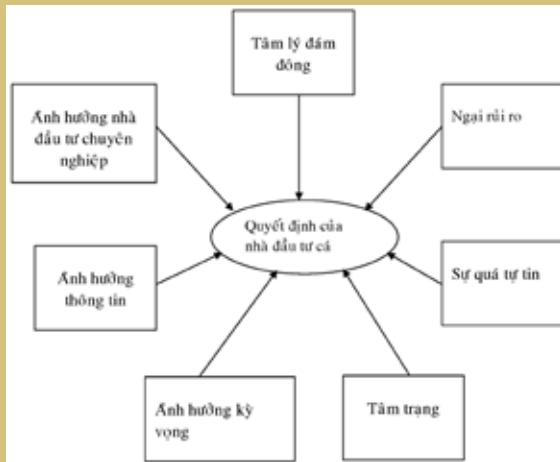 Tâm lý đám
đông
Ảnh hưởng nhà
đầu tư chuyên
nghiệp
Ngại rủi ro
Quyết định của
nhà đầu tư cá
Ảnh hưởng
thông tin
Sự quá tự tin
Ảnh hưởng kỳ
vọng
Tâm trạng